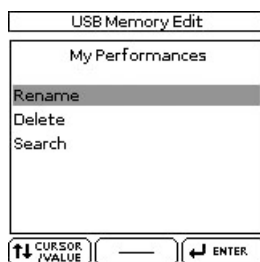 USB Memory Edit
My Performances
Rename
Delete
Search
CURSOR
/VALUE
ENTER